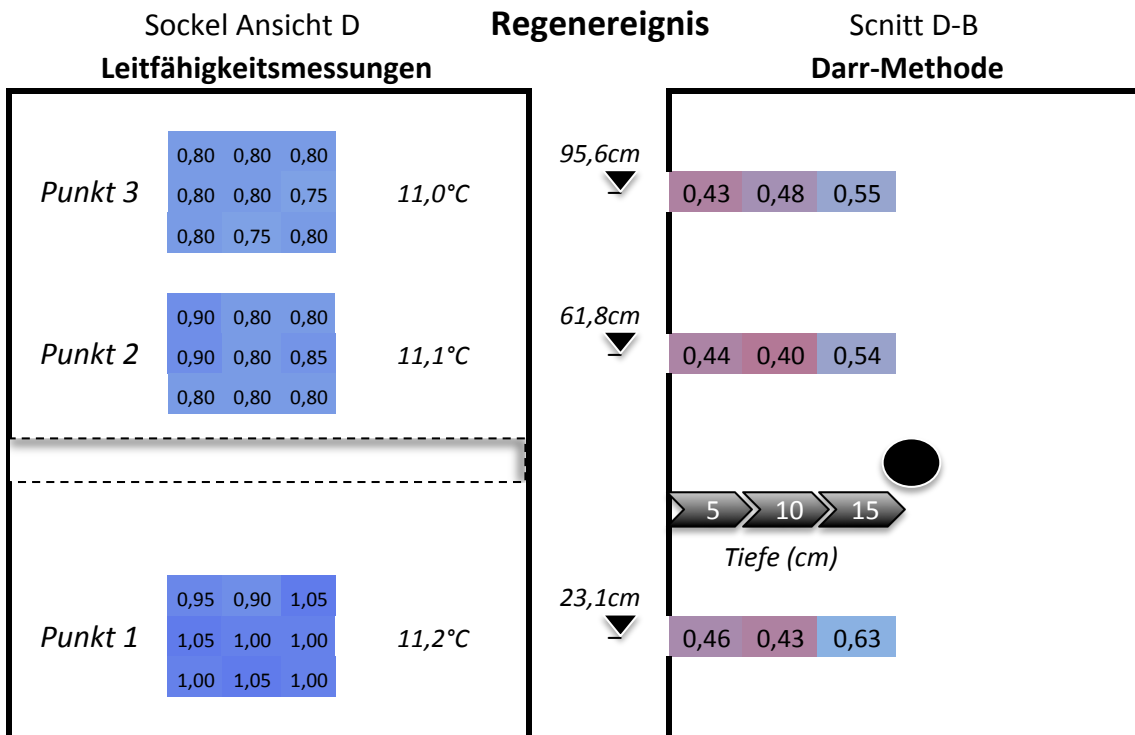 Sockel Ansicht D
Regenereignis
Scnitt D-B
Leitfähigkeitsmessungen
Darr-Methode
0,80 0,80 0,80
95,6cm
Punkt 3
0,80 0,80 0,75
11,0°C
0,43 0,48 0,55
0,80 0,75 0,80
0,90 0,80 0,80
61,8cm
Punkt 2
0,90 0,80 0,85
11,1°C
0,44 0,40 0,54
0,80 0,80 0,80
5 10 15
Tiefe (cm)
0,95 0,90 1,05
23,1cm
Punkt 1
1,05 1,00 1,00
11,2°C
0,46 0,43 0,63
1,00 1,05 1,00